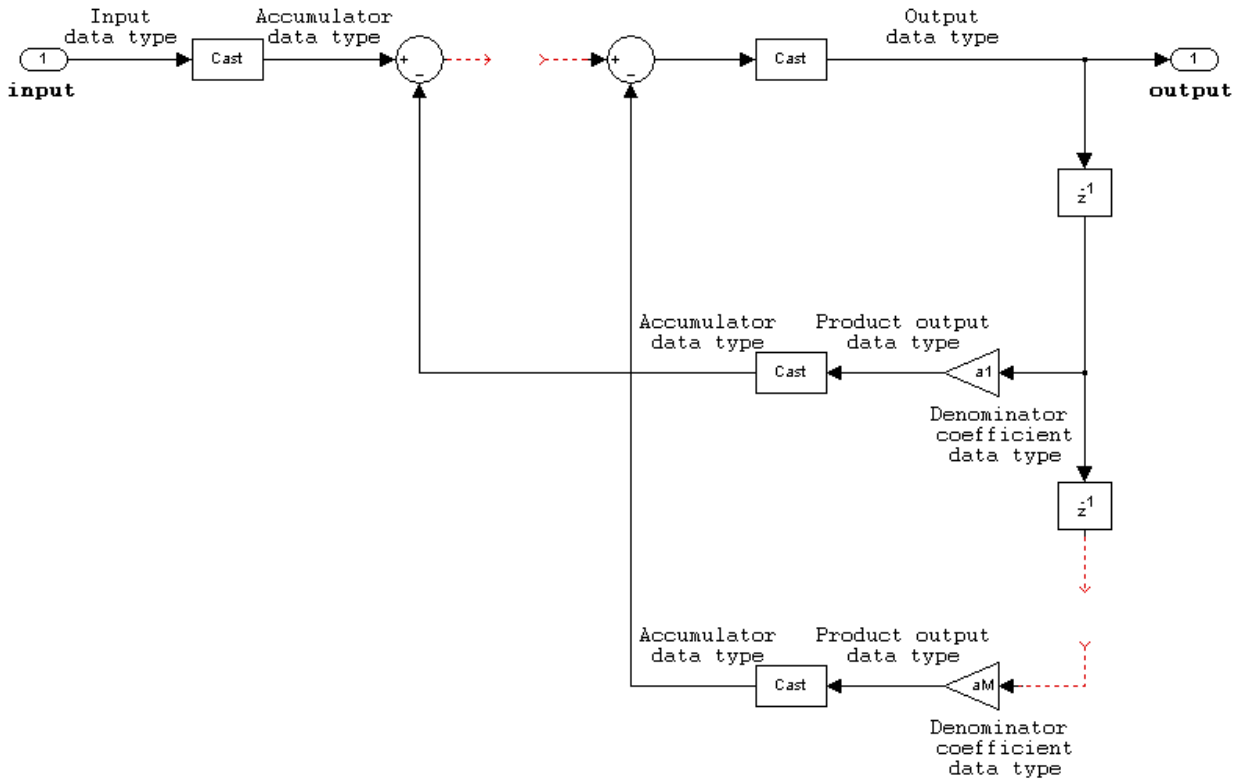 Input
data type
Accumulator
data type
Output
data type
1
Cast
+
−
+
−
Cast
1
input
output
z-1
Accumulator
data type
Product output
data type
Cast
a1
Denominator
coefficient
data type
z-1
Accumulator
data type
Product output
data type
Cast
aM
Denominator
coefficient
data type